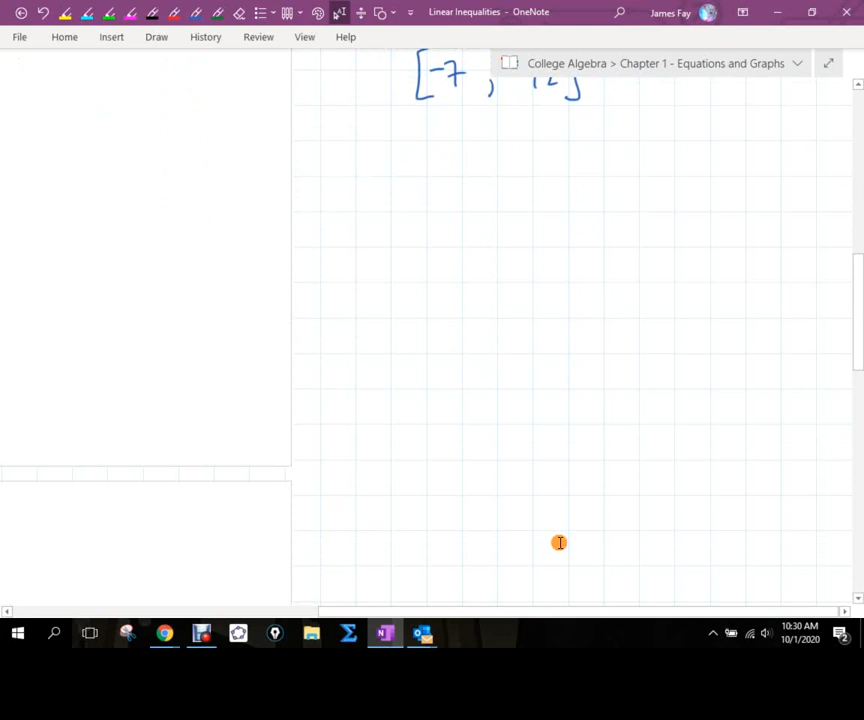 Linear Inequalities - OneNote
James Fay
File Home Insert Draw History Review View Help
College Algebra > Chapter 1 - Equations and Graphs
[-7 , 12]
10:30 AM
10/1/2020
2